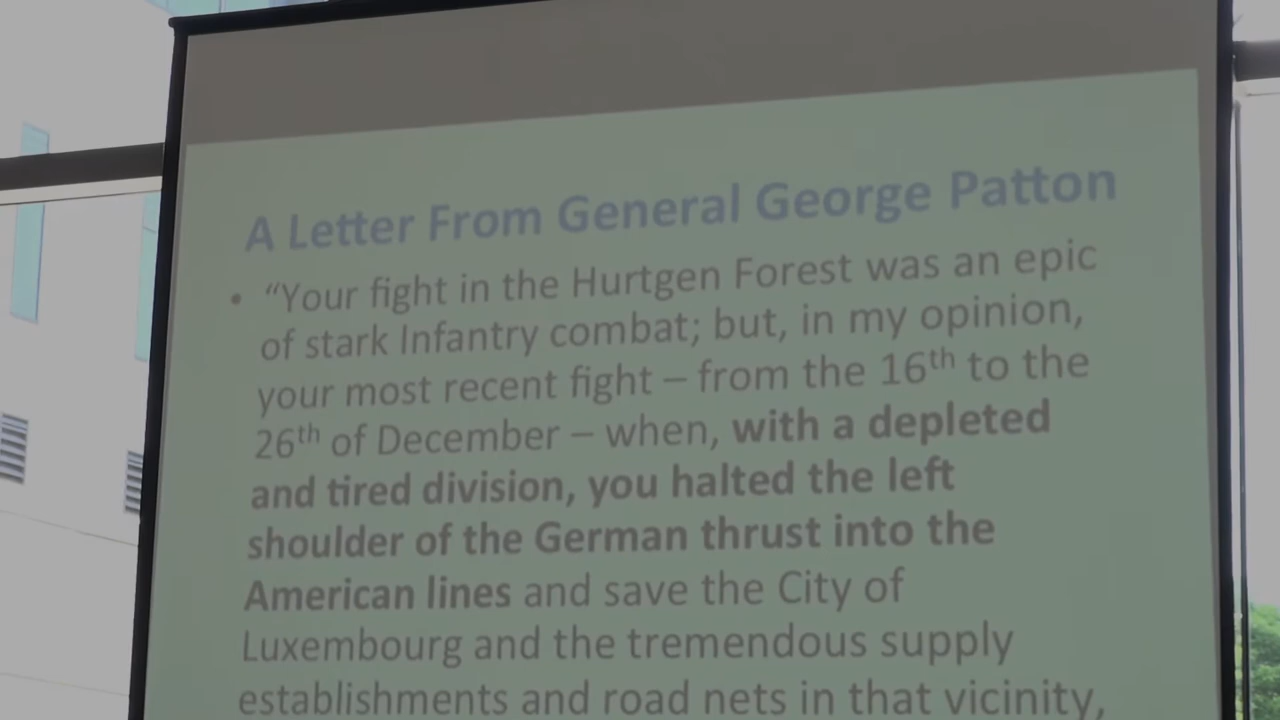 A Letter From General George Patton
• “Your fight in the Hurtgen Forest was an epic
of stark Infantry combat; but, in my opinion,
your most recent fight – from the 16th to the
26th of December – when, with a depleted
and tired division, you halted the left
shoulder of the German thrust into the
American lines and save the City of
Luxembourg and the tremendous supply
establishments and road nets in that vicinity,